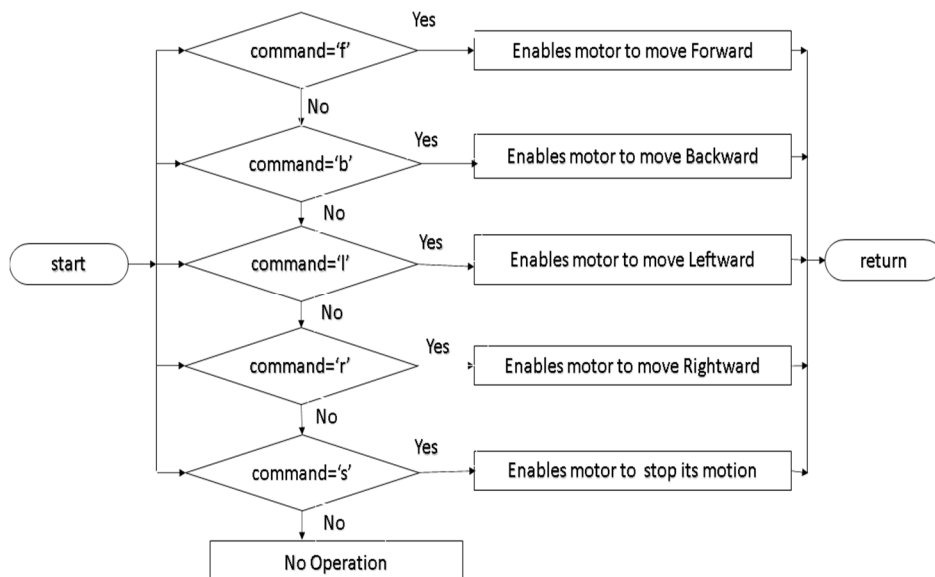 Yes
command='f'
Enables motor to move Forward
No
Yes
command='b'
Enables motor to move Backward
No
Yes
start
command='l'
Enables motor to move Leftward
return
No
Yes
command='r'
Enables motor to move Rightward
No
Yes
command='s'
Enables motor to stop its motion
No
No Operation